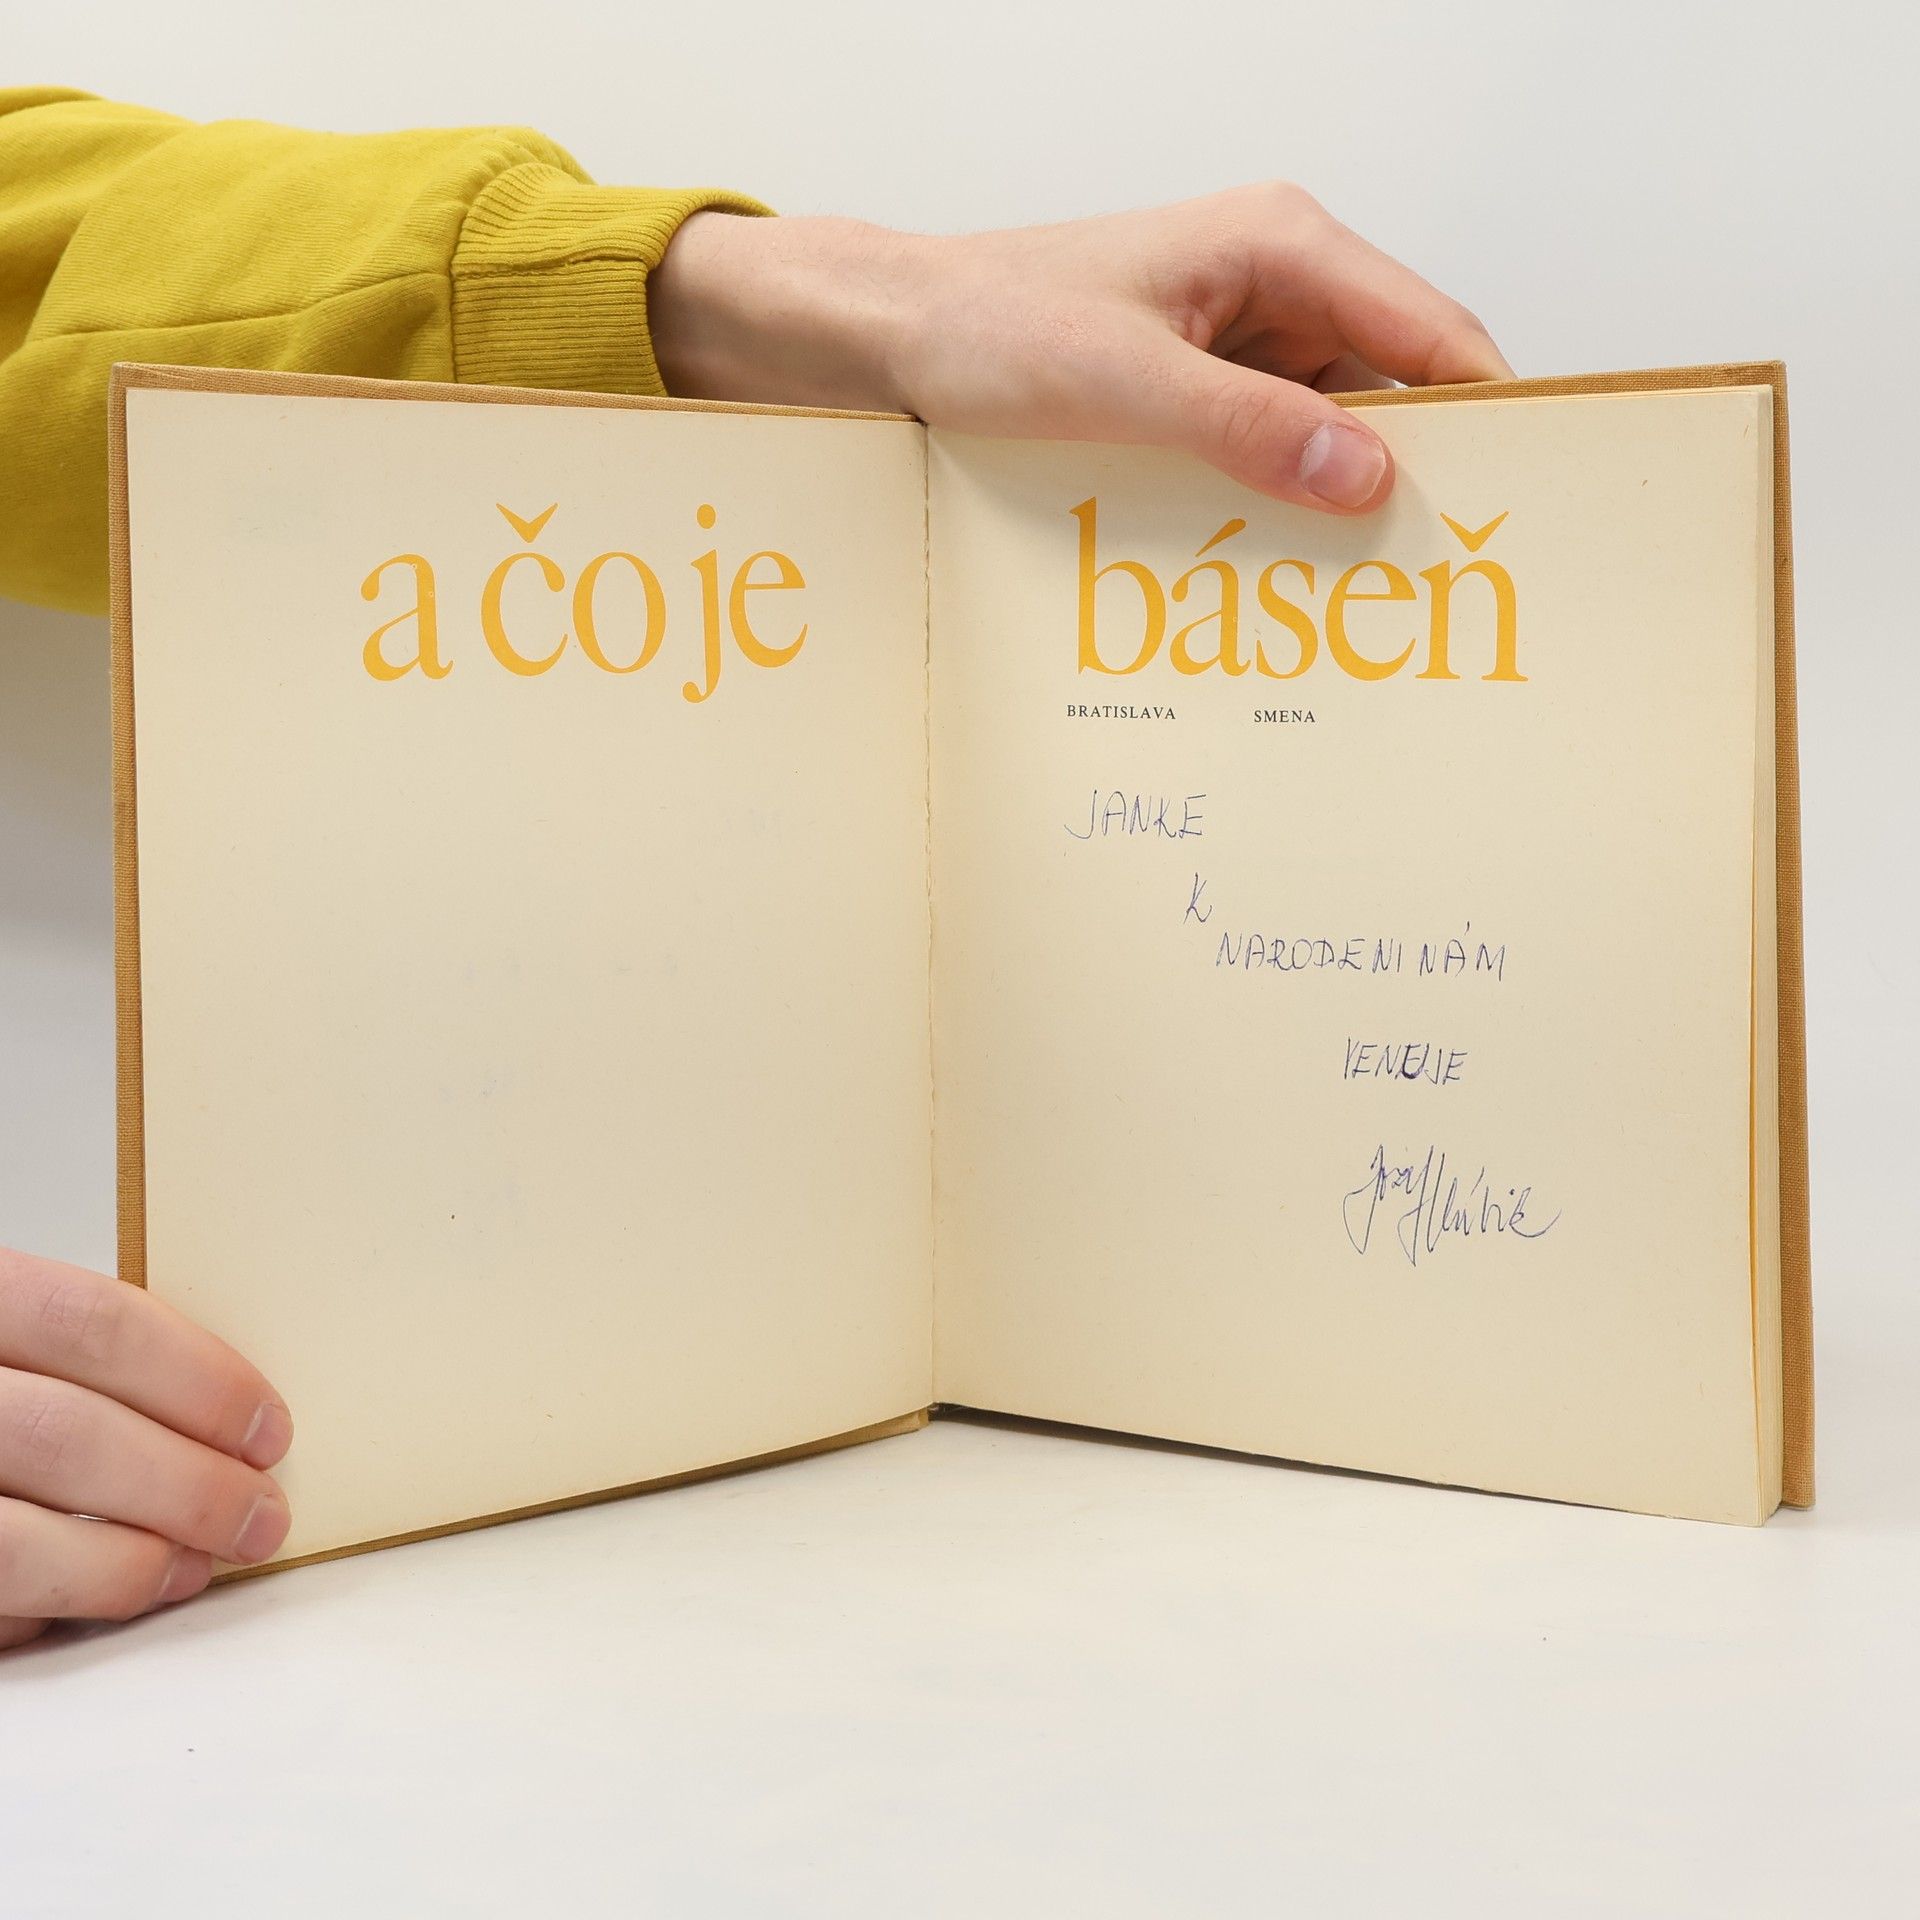 a čo je báseň
BRATISLAVA SMENA
JANKE
K
NARODENINÁM
VENUJE